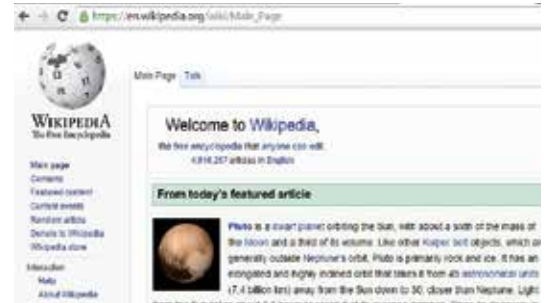 https://en.wikipedia.org/wiki/Main_Page
Main Page Talk
WIKIPEDIA
The Free Encyclopedia
Main page
Contents
Featured content
Current events
Random article
Donate to Wikipedia
Wikipedia store
Interaction
Help
About Wikipedia
Welcome to Wikipedia,
the free encyclopedia that anyone can edit.
articles in English
From today's featured article
Pluto is a dwarf planet orbiting the Sun, with about a sixth of the mass of
the Moon and a third of its volume. Like other Kuiper belt objects, which are
generally outside Neptune's orbit, Pluto is primarily rock and ice. It has an
elongated and highly inclined orbit that takes it from 49 astronomical units
(7.4 billion km) away from the Sun down to 30, closer than Neptune. Light